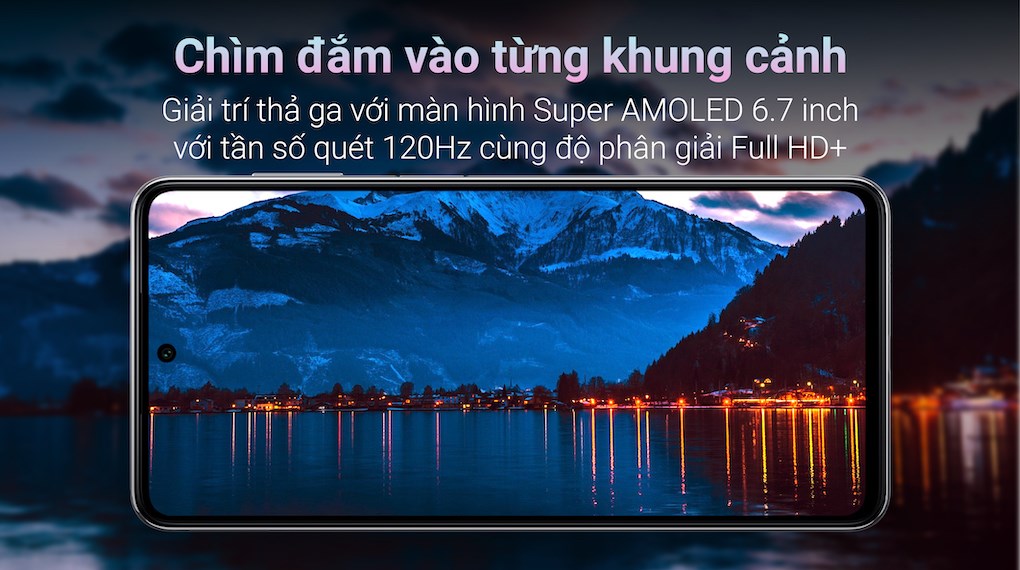 Chìm đắm vào từng khung cảnh
Giải trí thả ga với màn hình Super AMOLED 6.7 inch
với tần số quét 120Hz cùng độ phân giải Full HD+